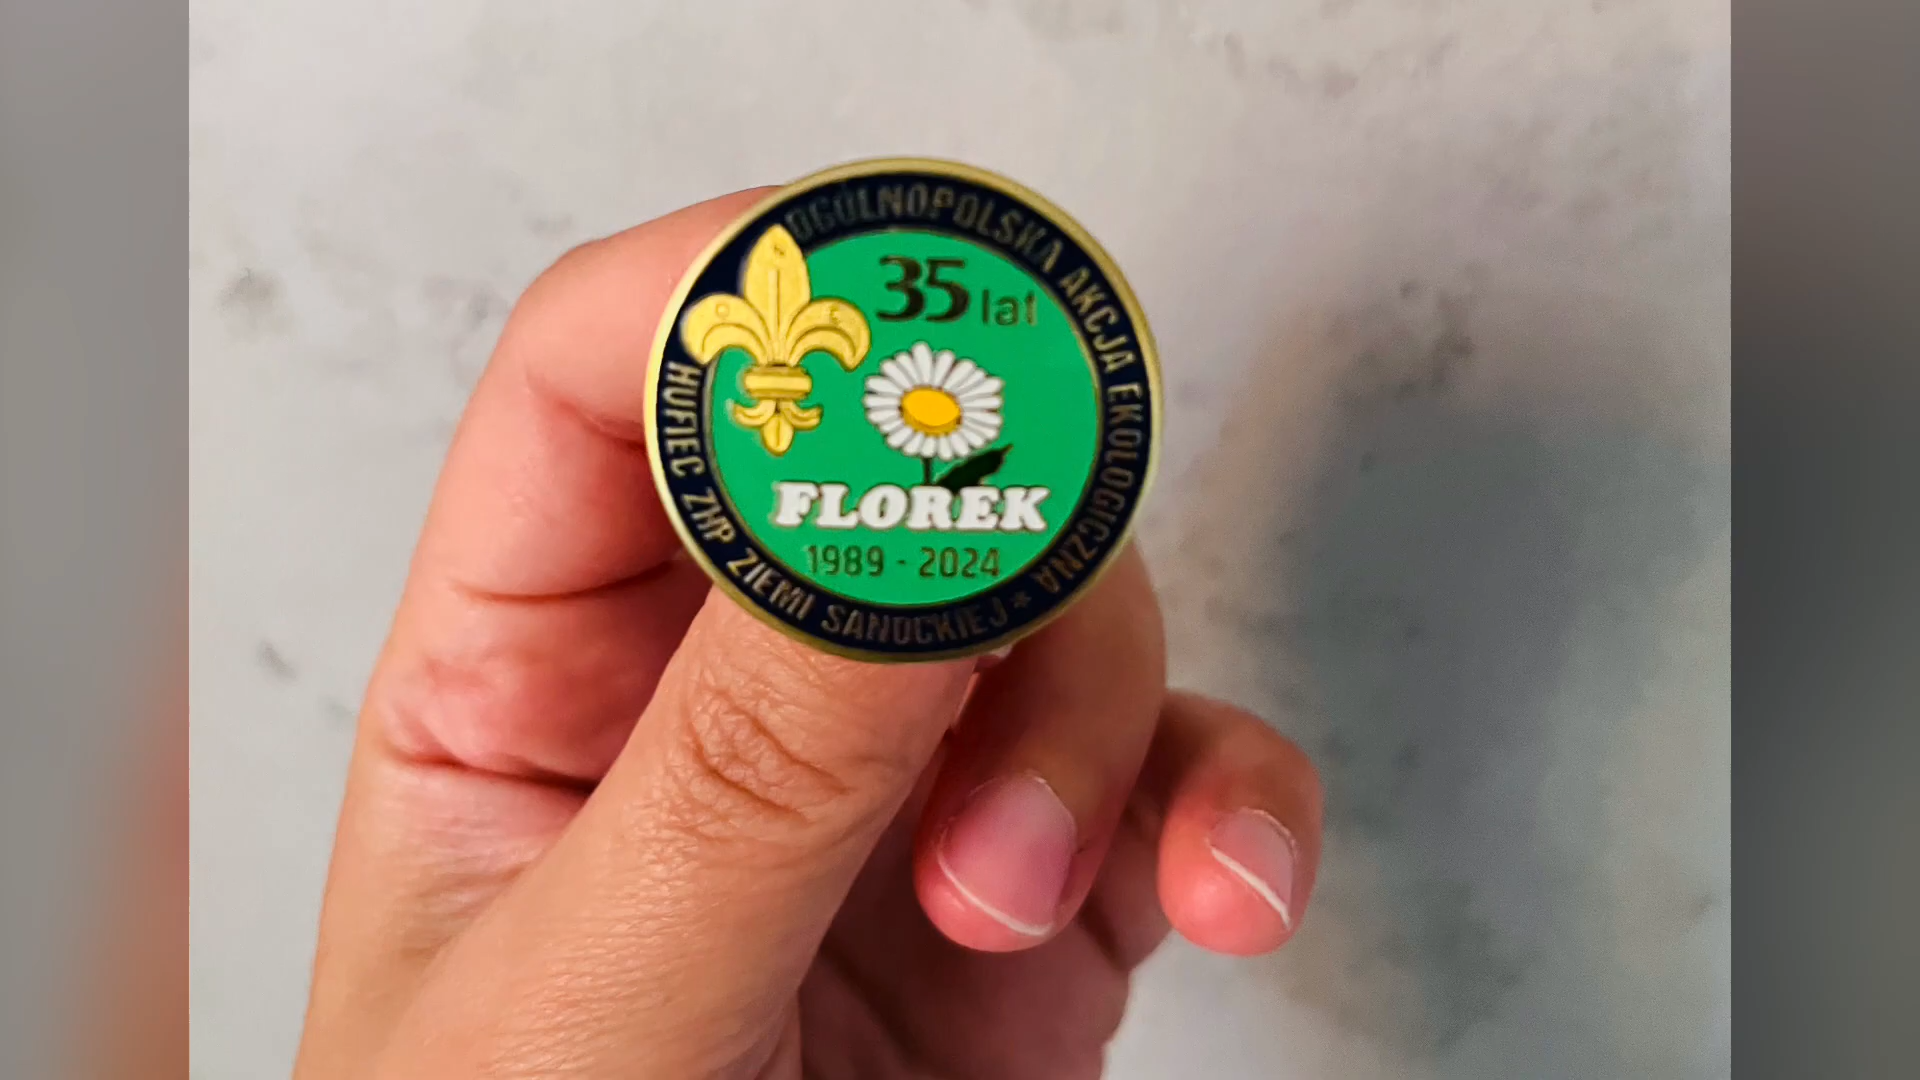 OGÓLNOPOLSKA AKCJA EKOLOGICZNA *
HUFIEC ZHP ZIEMI SANOCKIEJ
35 lat
FLOREK
1989 - 2024